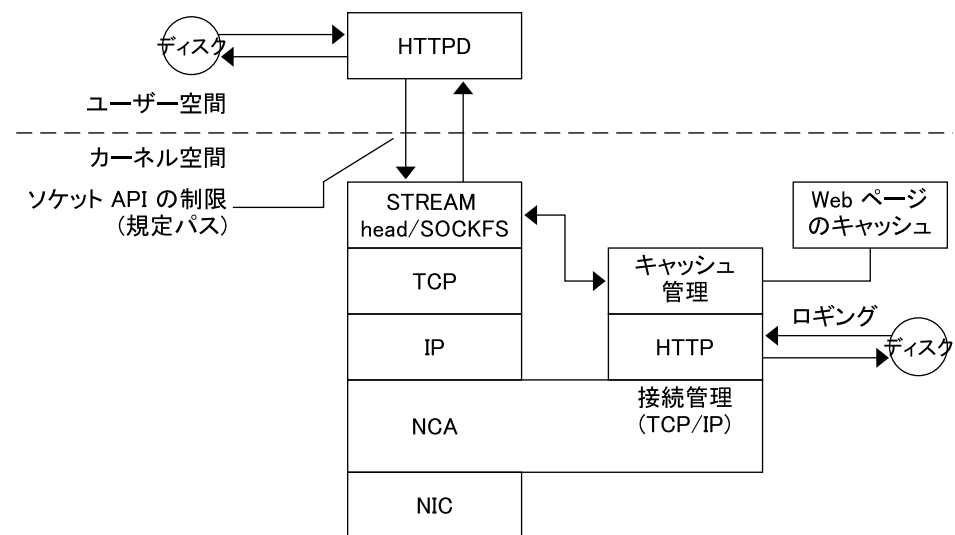 ディスク
HTTPD
ユーザー空間
カーネル空間
ソケット API の制限
(規定パス)
STREAM
head/SOCKFS
Web ページ
のキャッシュ
TCP
キャッシュ
管理
ロギング
IP
HTTP
ディスク
NCA
接続管理
(TCP/IP)
NIC